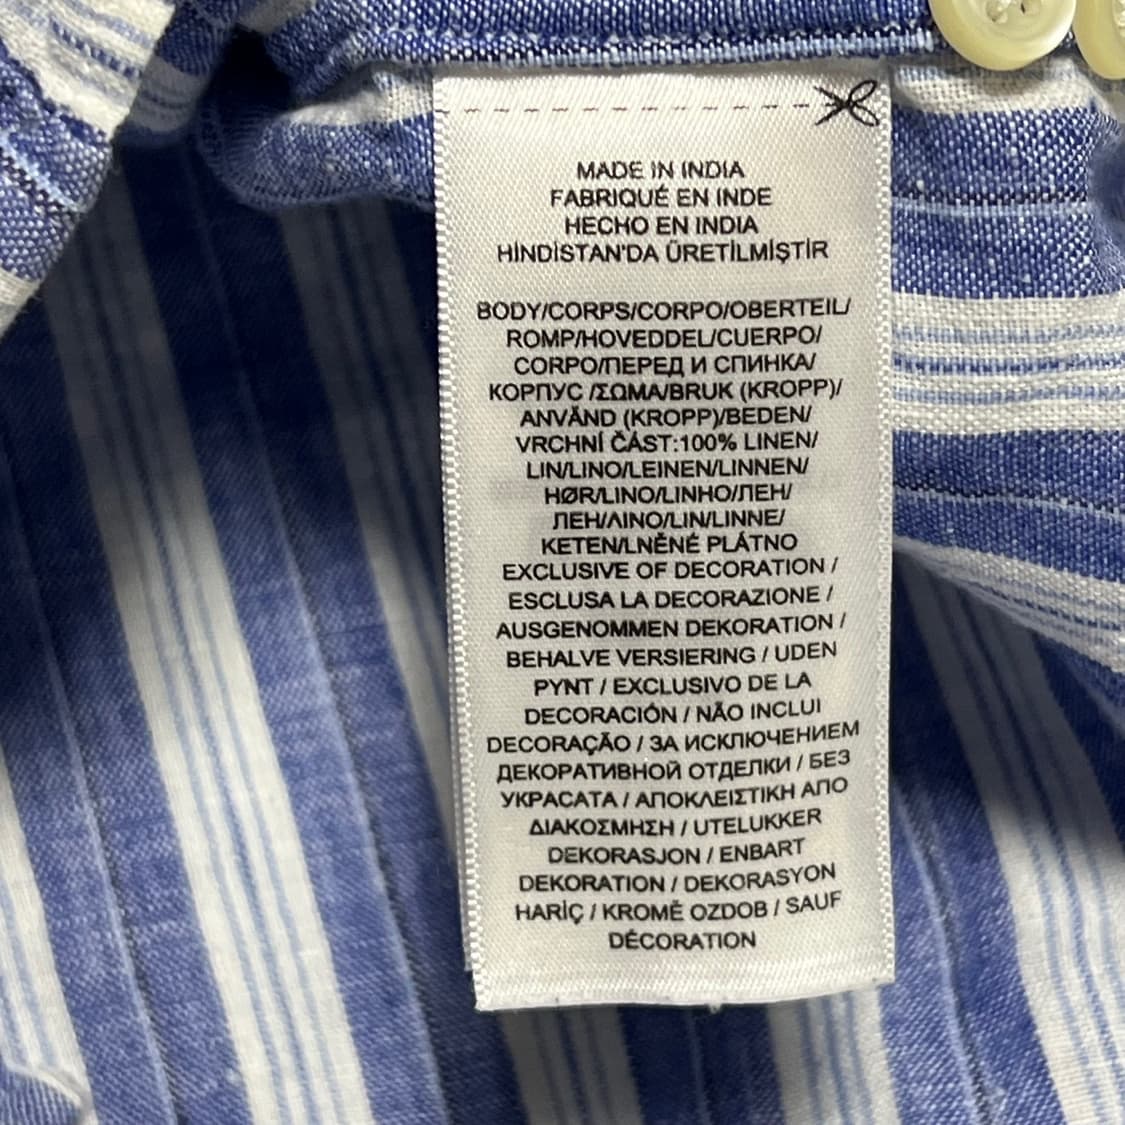 MADE IN INDIA
FABRIQUÉ EN INDE
HECHO EN INDIA
HİNDİSTAN'DA ÜRETİLMİŞTİR
BODY/CORPS/CORPO/OBERTEIL/
ROMP/HOVEDDEL/CUERPO/
CORPO/ПЕРЕД И СПИНКА/
КОРПУС /ΣΩΜΑ/BRUK (KROPP)/
ANVÄND (KROPP)/BEDEN/
VRCHNÍ ČÁST:100% LINEN/
LIN/LINO/LEINEN/LINNEN/
HØR/LINO/LINHO/ЛЕН/
ЛЕН/ΛΙΝΟ/LIN/LINNE/
KETEN/LNĚNÉ PLÁTNO
EXCLUSIVE OF DECORATION /
ESCLUSA LA DECORAZIONE /
AUSGENOMMEN DEKORATION /
BEHALVE VERSIERING / UDEN
PYNT / EXCLUSIVO DE LA
DECORACIÓN / NÃO INCLUI
DECORAÇÃO / ЗА ИСКЛЮЧЕНИЕМ
ДЕКОРАТИВНОЙ ОТДЕЛКИ / БЕЗ
УКРАСАТА / ΑΠΟΚΛΕΙΣΤΙΚΗ ΑΠΟ
ΔΙΑΚΟΣΜΗΣΗ / UTELUKKER
DEKORASJON / ENBART
DEKORATION / DEKORASYON
HARİÇ / KROMĚ OZDOB / SAUF
DÉCORATION